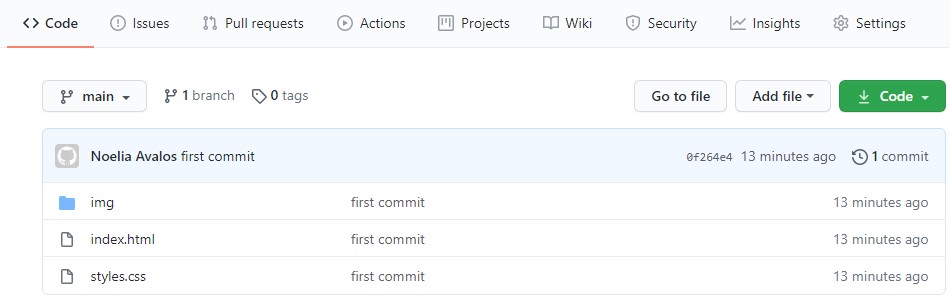 <> Code Issues Pull requests Actions Projects Wiki Security Insights Settings
main 1 branch 0 tags Go to file Add file Code
Noelia Avalos first commit 0f264e4 13 minutes ago 1 commit
img first commit 13 minutes ago
index.html first commit 13 minutes ago
styles.css first commit 13 minutes ago